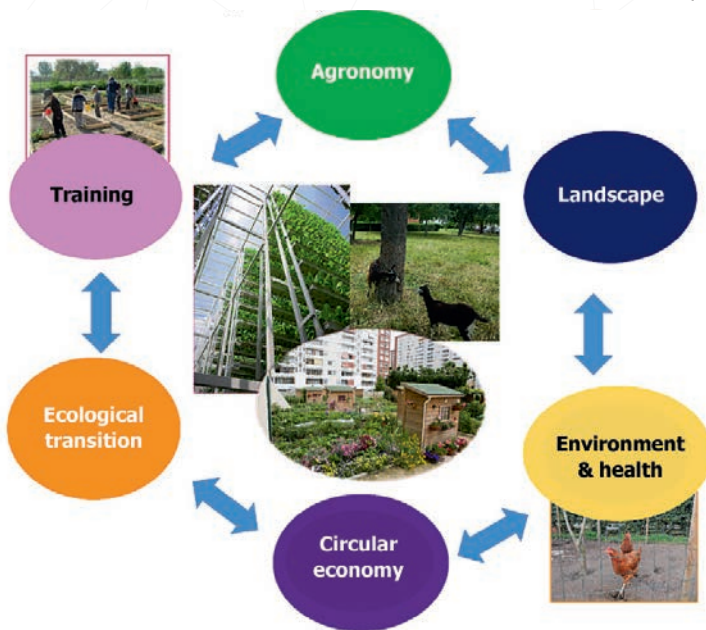 Agronomy
Training
Landscape
Ecological
transition
Environment
& health
Circular
economy